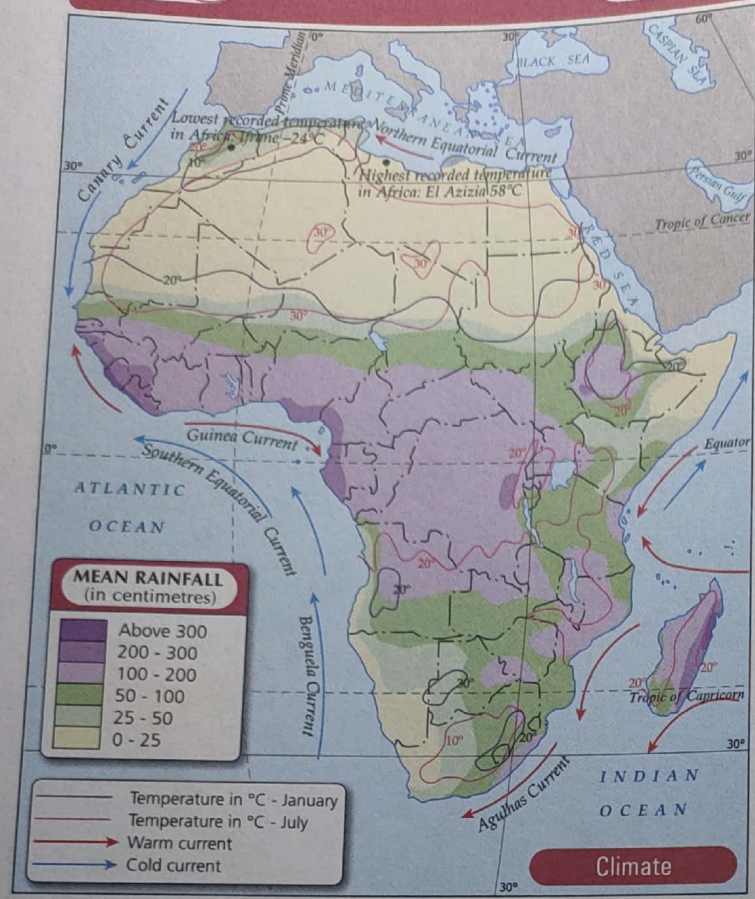 60°
0°
30°
Prime Meridian
BLACK SEA
CASPIAN SEA
MEDITERRANEAN SEA
Canary Current
Lowest recorded temperature
in Africa: Ifrane -24°C
Northern Equatorial Current
20°
10°
30°
30°
Highest recorded temperature
in Africa: El Azizia 58°C
Persian Gulf
Tropic of Cancer
RED SEA
30°
30°
30°
20°
30°
30°
20°
20°
Guinea Current
Equator
0°
20°
Southern Equatorial Current
ATLANTIC
OCEAN
20°
20°
Benguela Current
MEAN RAINFALL
(in centimetres)
Above 300
200 - 300
100 - 200
50 - 100
25 - 50
0 - 25
20°
20°
Tropic of Capricorn
30°
10°
20°
30°
Agulhas Current
INDIAN
OCEAN
Temperature in °C - January
Temperature in °C - July
Warm current
Cold current
Climate
30°